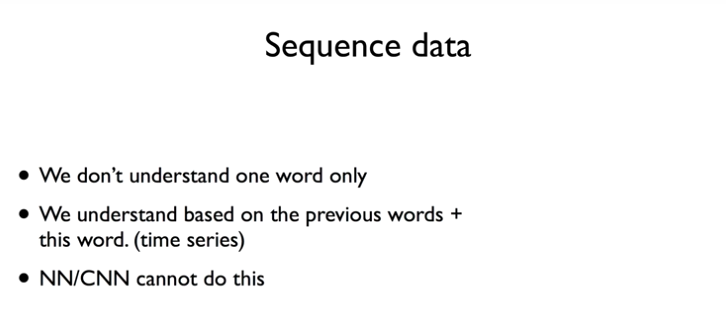 Sequence data
• We don't understand one word only
• We understand based on the previous words +
this word. (time series)
• NN/CNN cannot do this